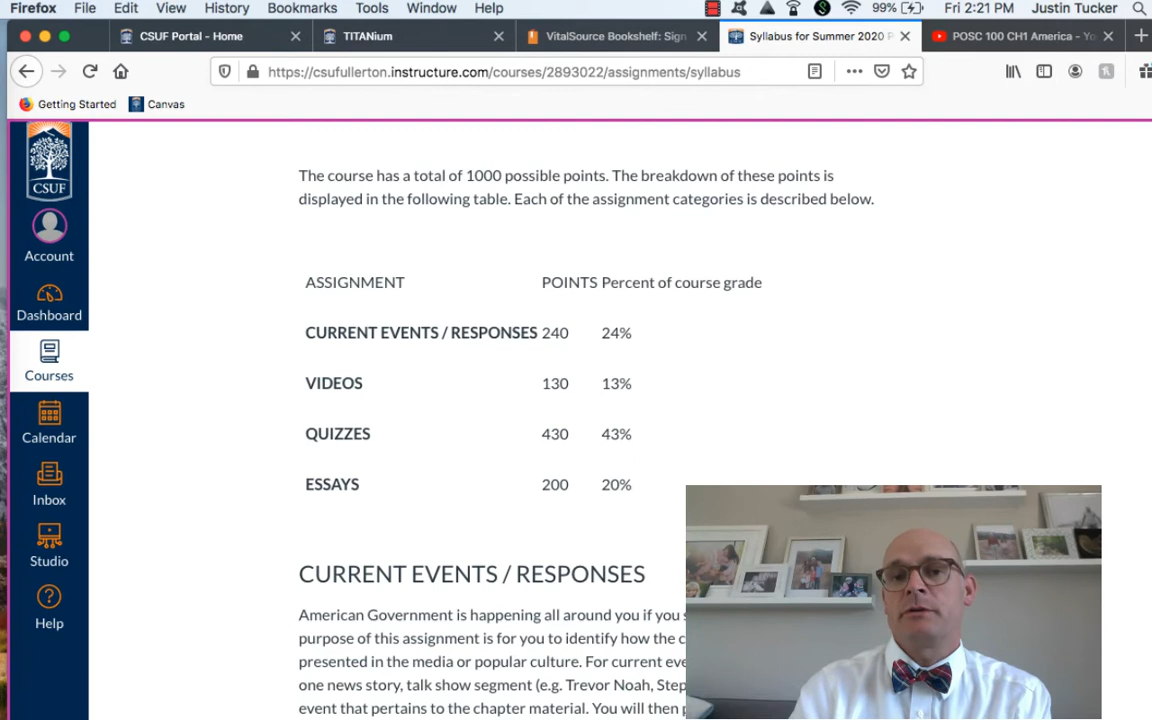 Firefox File Edit View History Bookmarks Tools Window Help 99% Fri 2:21 PM Justin Tucker
CSUF Portal - Home TITANium VitalSource Bookshelf: Sign Syllabus for Summer 2020 P POSC 100 CH1 America - Yo
https://csufullerton.instructure.com/courses/2893022/assignments/syllabus
Getting Started Canvas
CSUF
Account
Dashboard
Courses
Calendar
Inbox
Studio
Help
The course has a total of 1000 possible points. The breakdown of these points is
displayed in the following table. Each of the assignment categories is described below.
ASSIGNMENT POINTS Percent of course grade
CURRENT EVENTS / RESPONSES 240 24%
VIDEOS 130 13%
QUIZZES 430 43%
ESSAYS 200 20%
CURRENT EVENTS / RESPONSES
American Government is happening all around you if you s
purpose of this assignment is for you to identify how the c
presented in the media or popular culture. For current eve
one news story, talk show segment (e.g. Trevor Noah, Step
event that pertains to the chapter material. You will then p